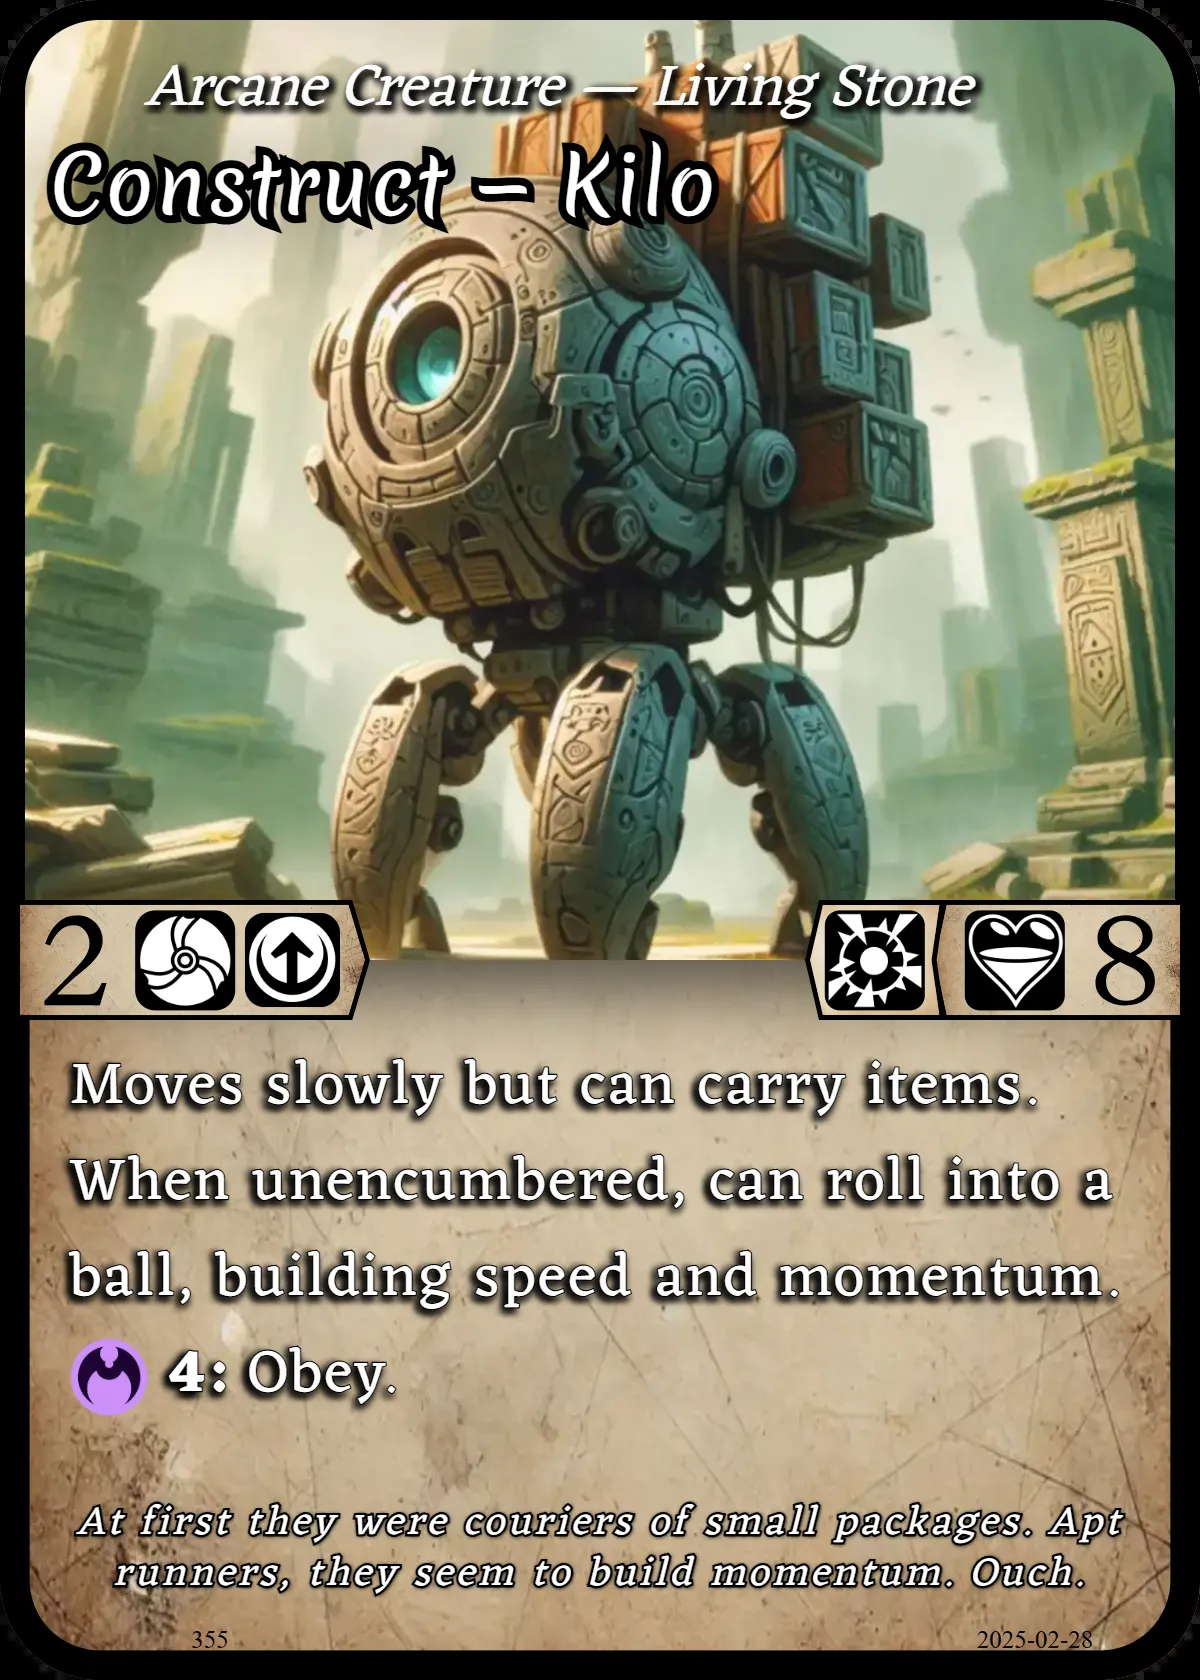 Arcane Creature — Living Stone
Construct – Kilo
2
8
Moves slowly but can carry items.
When unencumbered, can roll into a
ball, building speed and momentum.
4: Obey.
At first they were couriers of small packages. Apt
runners, they seem to build momentum. Ouch.
355
2025-02-28